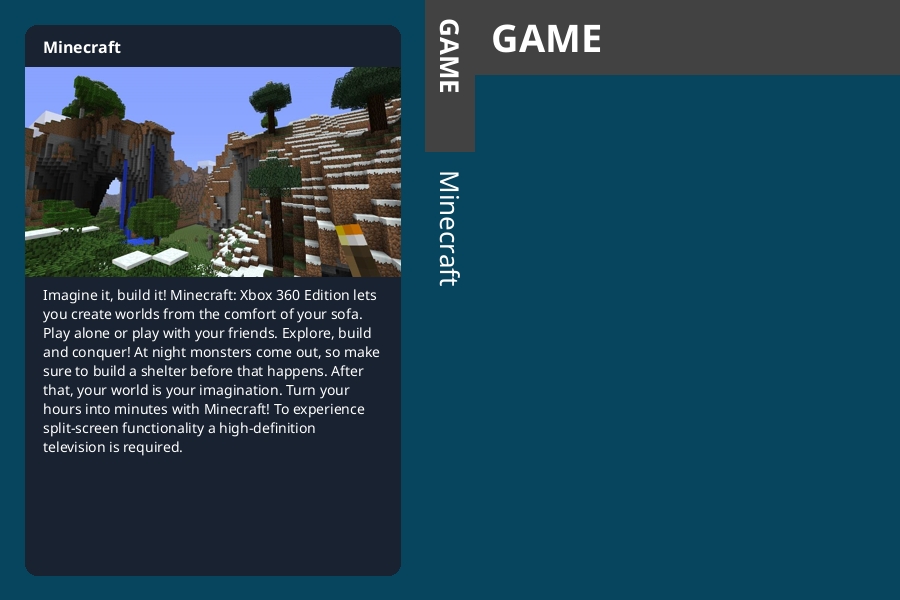 Minecraft
Imagine it, build it! Minecraft: Xbox 360 Edition lets
you create worlds from the comfort of your sofa.
Play alone or play with your friends. Explore, build
and conquer! At night monsters come out, so make
sure to build a shelter before that happens. After
that, your world is your imagination. Turn your
hours into minutes with Minecraft! To experience
split-screen functionality a high-definition
television is required.
GAME
Minecraft
GAME